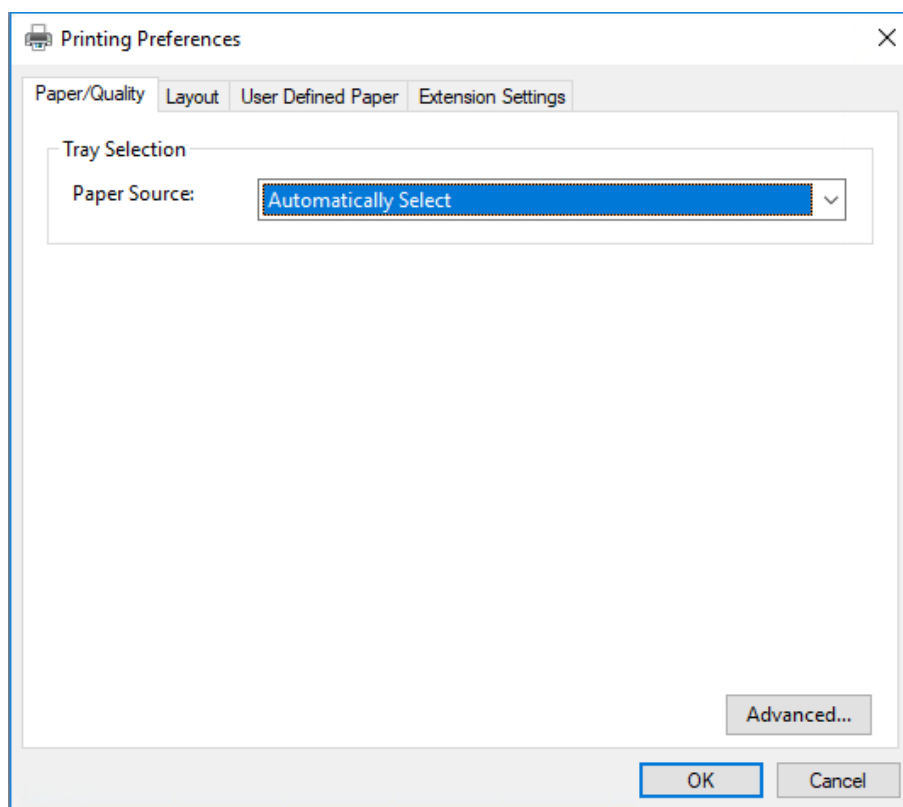 Printing Preferences
Paper/Quality Layout User Defined Paper Extension Settings
Tray Selection
Paper Source: Automatically Select
Advanced...
OK Cancel